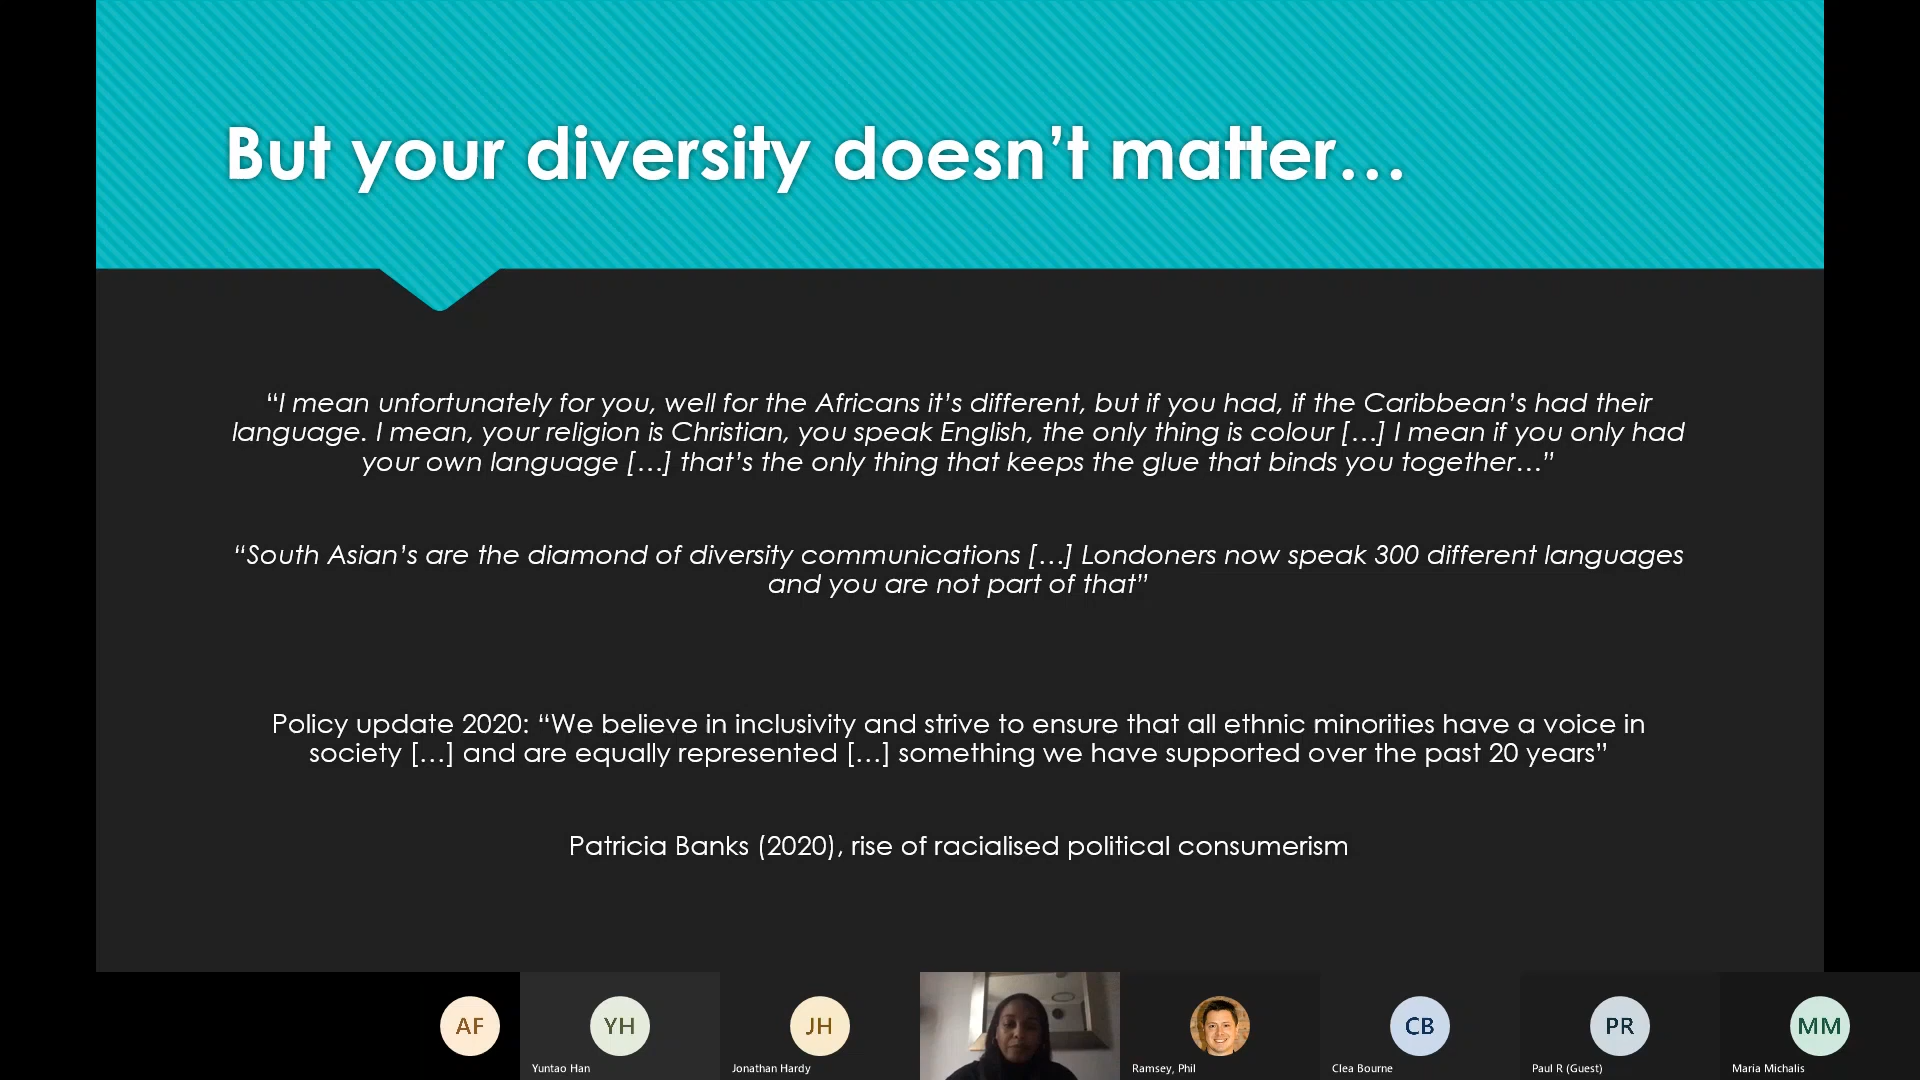 But your diversity doesn’t matter…
“I mean unfortunately for you, well for the Africans it’s different, but if you had, if the Caribbean’s had their
language. I mean, your religion is Christian, you speak English, the only thing is colour […] I mean if you only had
your own language […] that’s the only thing that keeps the glue that binds you together…”
“South Asian’s are the diamond of diversity communications […] Londoners now speak 300 different languages
and you are not part of that”
Policy update 2020: “We believe in inclusivity and strive to ensure that all ethnic minorities have a voice in
society […] and are equally represented […] something we have supported over the past 20 years”
Patricia Banks (2020), rise of racialised political consumerism
AF
YH
JH
CB
PR
MM
Yuntao Han
Jonathan Hardy
Ramsey, Phil
Clea Bourne
Paul R (Guest)
Maria Michalis